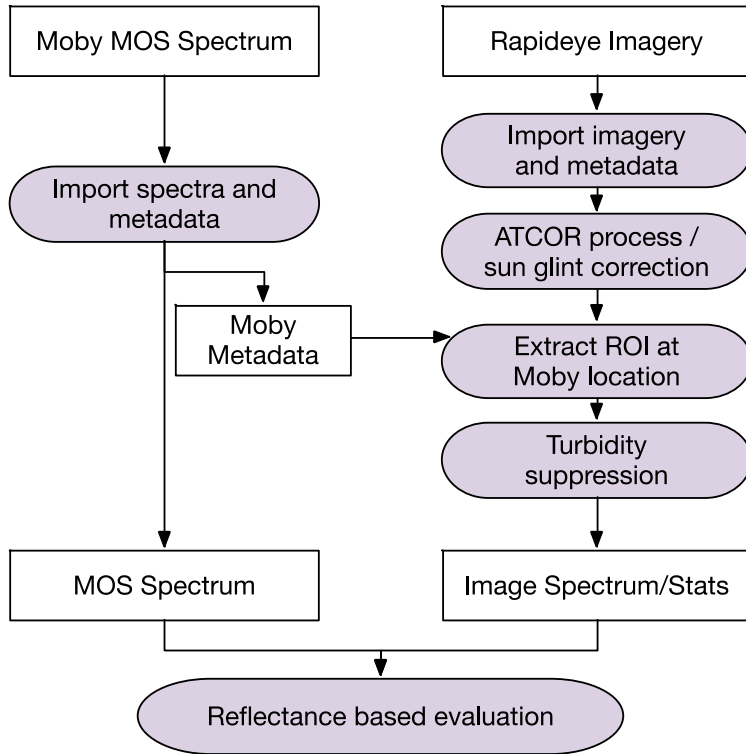 Moby MOS Spectrum
Rapideye Imagery
Import imagery
and metadata
Import spectra and
metadata
ATCOR process /
sun glint correction
Moby
Metadata
Extract ROI at
Moby location
Turbidity
suppression
MOS Spectrum
Image Spectrum/Stats
Reflectance based evaluation